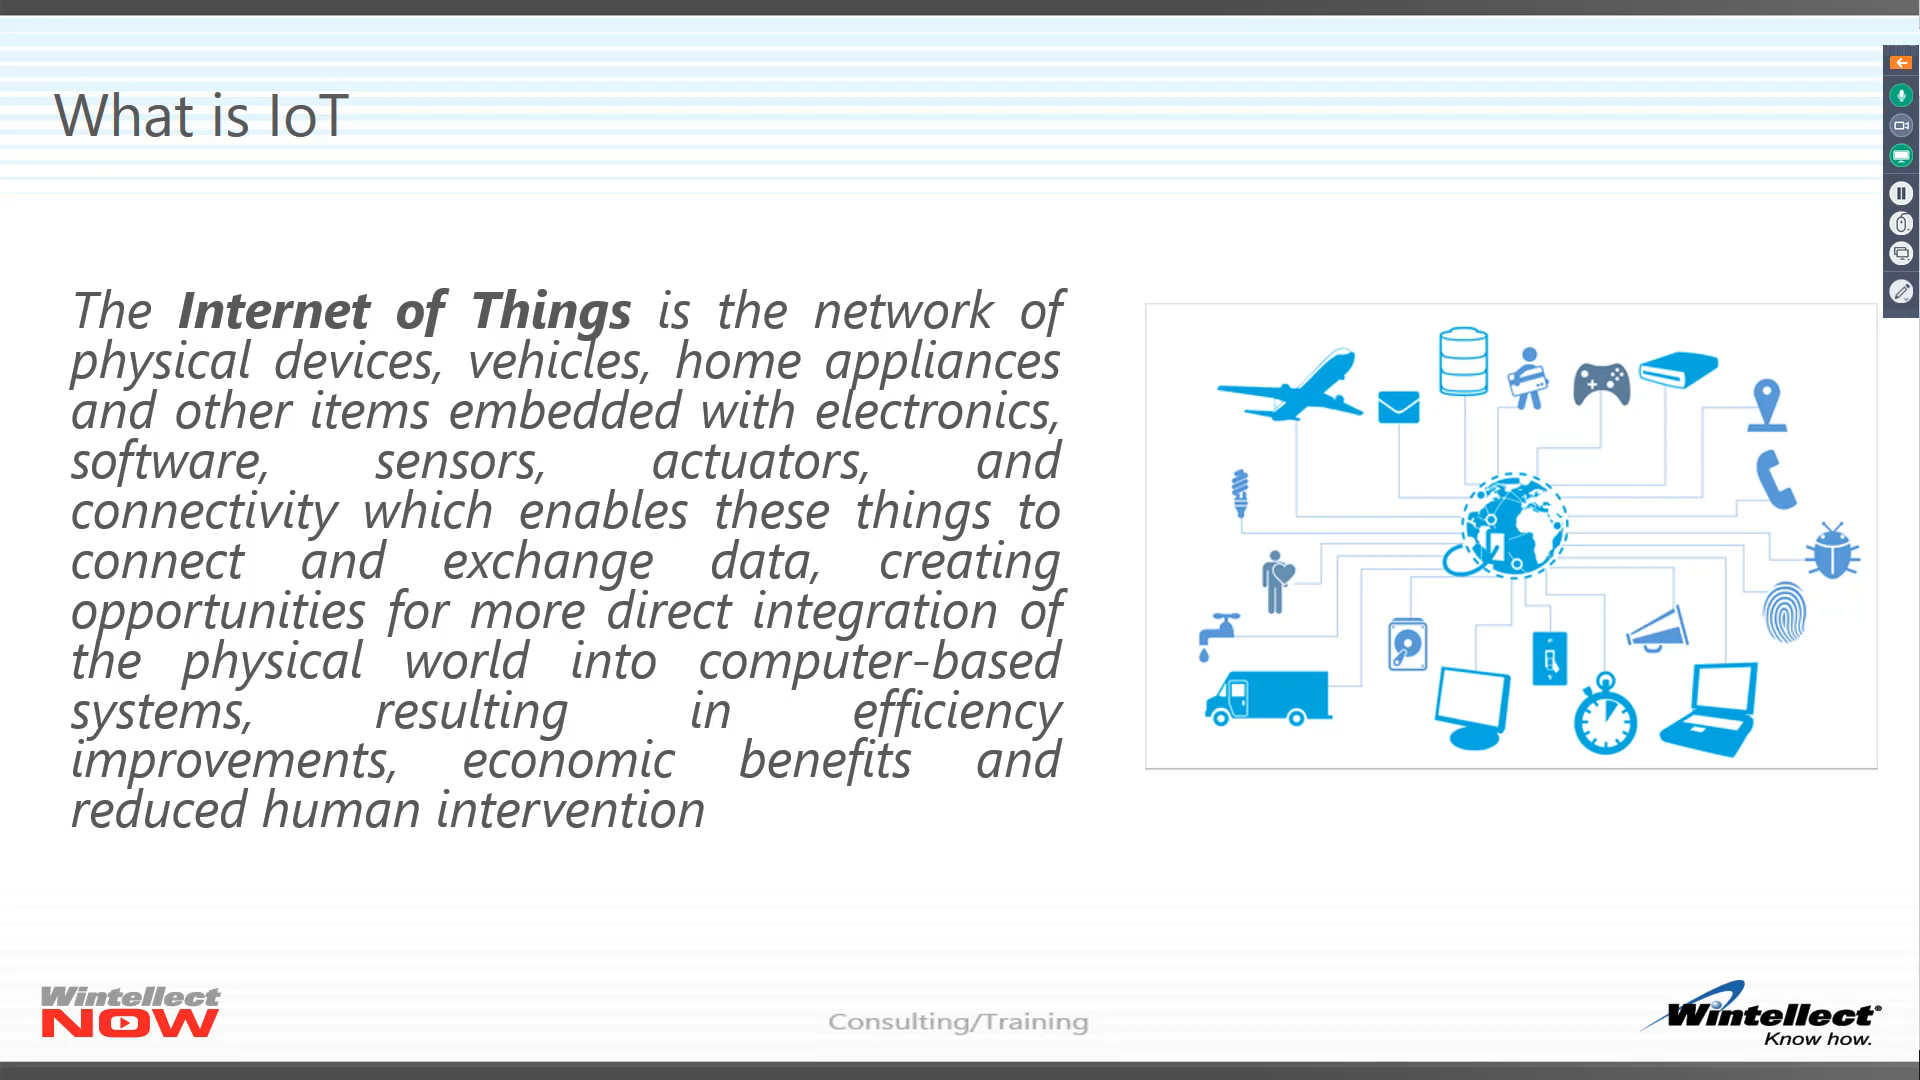 What is IoT
The Internet of Things is the network of
physical devices, vehicles, home appliances
and other items embedded with electronics,
software, sensors, actuators, and
connectivity which enables these things to
connect and exchange data, creating
opportunities for more direct integration of
the physical world into computer-based
systems, resulting in efficiency
improvements, economic benefits and
reduced human intervention
Wintellect
NOW
Consulting/Training
Wintellect®
Know how.